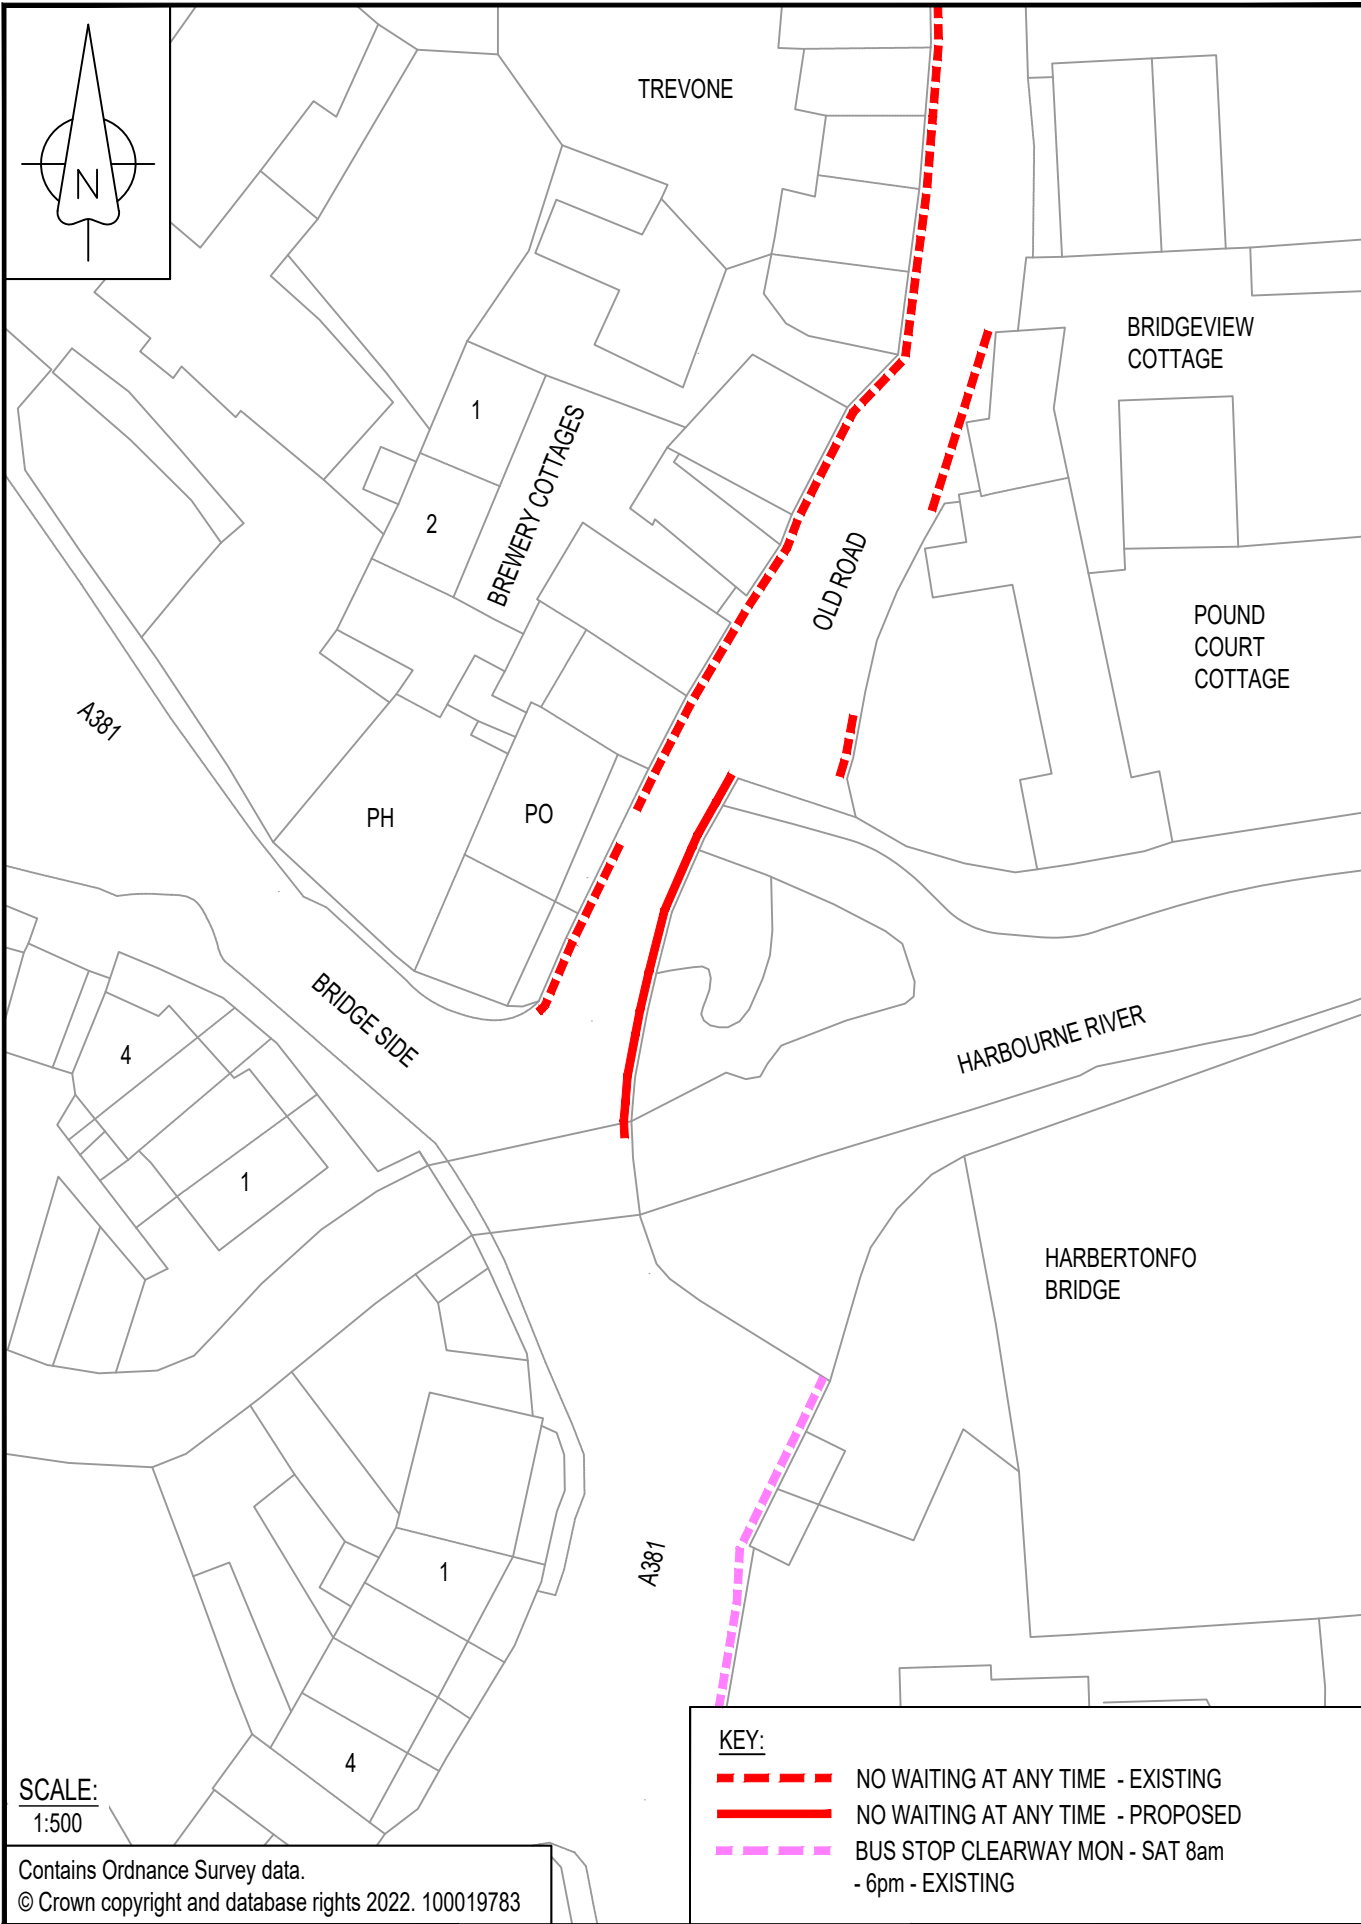 N
TREVONE
BRIDGEVIEW
COTTAGE
1
BREWERY COTTAGES
2
OLD ROAD
POUND
COURT
COTTAGE
A381
PH
PO
BRIDGE SIDE
4
HARBOURNE RIVER
1
HARBERTONFO
BRIDGE
A381
1
4
SCALE:
1:500
KEY:
NO WAITING AT ANY TIME - EXISTING
NO WAITING AT ANY TIME - PROPOSED
BUS STOP CLEARWAY MON - SAT 8am
- 6pm - EXISTING
Contains Ordnance Survey data.
© Crown copyright and database rights 2022. 100019783